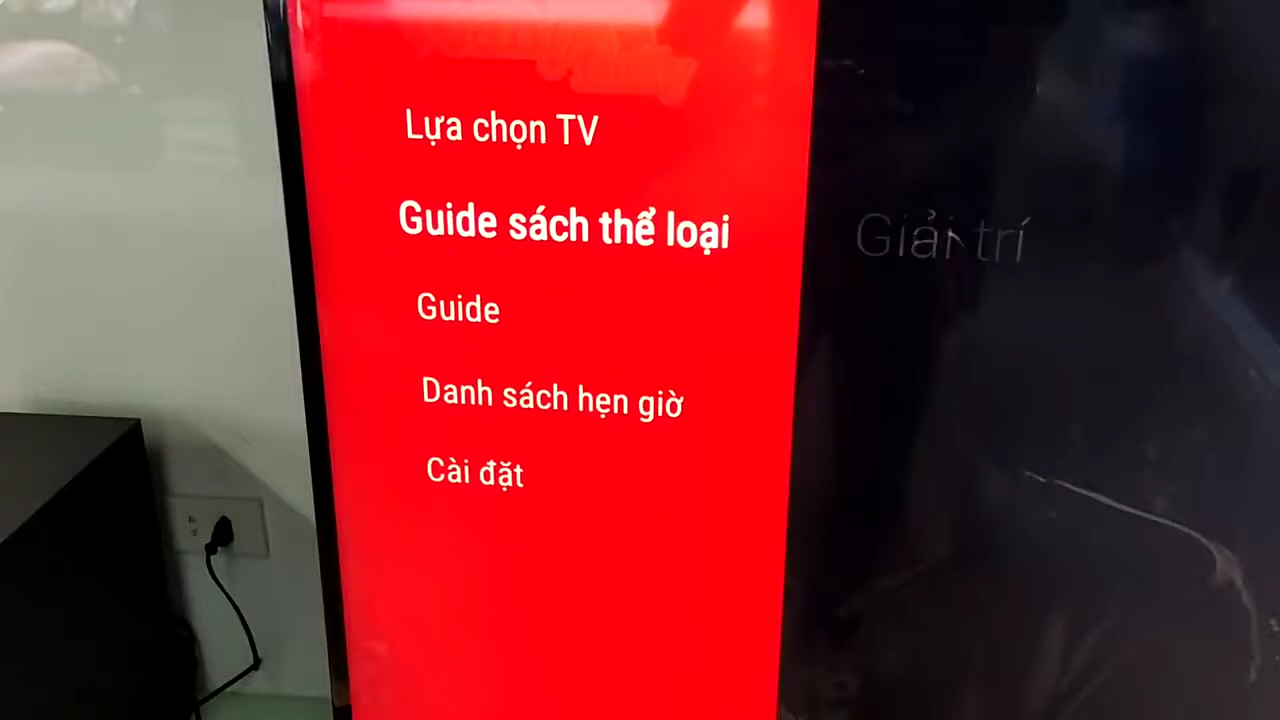 Lựa chọn TV
Guide sách thể loại
Giải trí
Guide
Danh sách hẹn giờ
Cài đặt